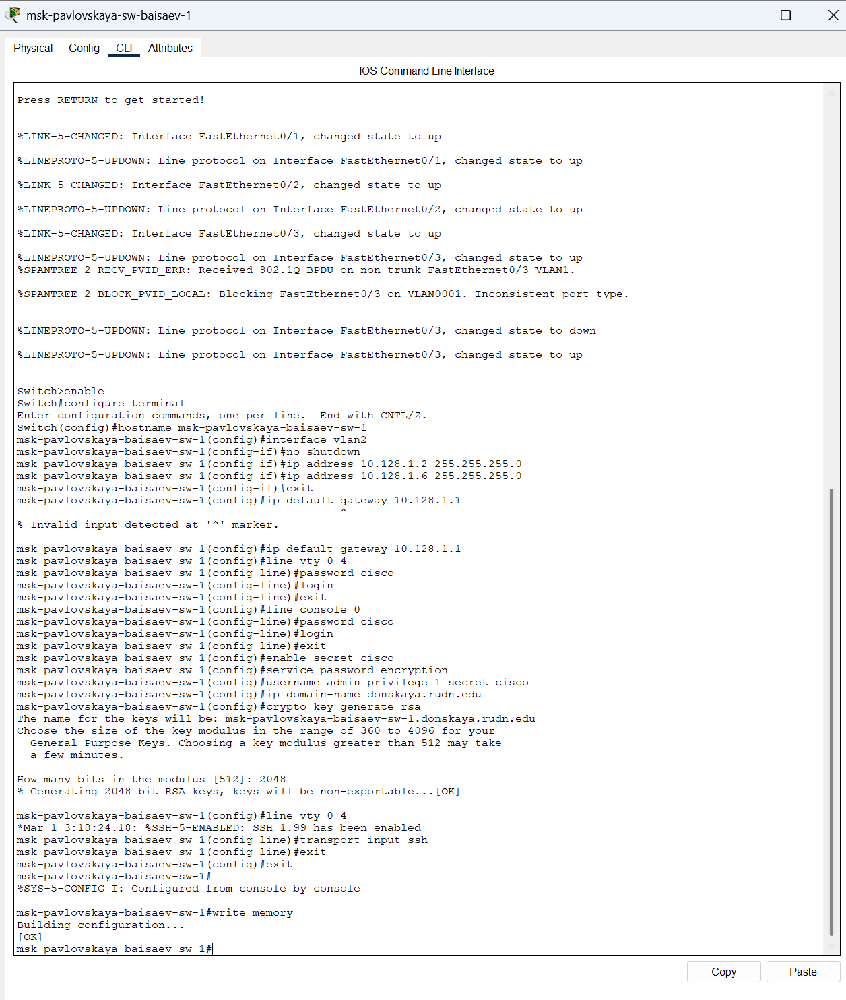 msk-pavlovskaya-sw-baisaev-1
Physical Config CLI Attributes
IOS Command Line Interface
Press RETURN to get started!
%LINK-5-CHANGED: Interface FastEthernet0/1, changed state to up
%LINEPROTO-5-UPDOWN: Line protocol on Interface FastEthernet0/1, changed state to up
%LINK-5-CHANGED: Interface FastEthernet0/2, changed state to up
%LINEPROTO-5-UPDOWN: Line protocol on Interface FastEthernet0/2, changed state to up
%LINK-5-CHANGED: Interface FastEthernet0/3, changed state to up
%LINEPROTO-5-UPDOWN: Line protocol on Interface FastEthernet0/3, changed state to up
%SPANTREE-2-RECV_PVID_ERR: Received 802.1Q BPDU on non trunk FastEthernet0/3 VLAN1.
%SPANTREE-2-BLOCK_PVID_LOCAL: Blocking FastEthernet0/3 on VLAN0001. Inconsistent port type.
%LINEPROTO-5-UPDOWN: Line protocol on Interface FastEthernet0/3, changed state to down
%LINEPROTO-5-UPDOWN: Line protocol on Interface FastEthernet0/3, changed state to up
Switch>enable
Switch#configure terminal
Enter configuration commands, one per line.  End with CNTL/Z.
Switch(config)#hostname msk-pavlovskaya-baisaev-sw-1
msk-pavlovskaya-baisaev-sw-1(config)#interface vlan2
msk-pavlovskaya-baisaev-sw-1(config-if)#no shutdown
msk-pavlovskaya-baisaev-sw-1(config-if)#ip address 10.128.1.2 255.255.255.0
msk-pavlovskaya-baisaev-sw-1(config-if)#ip address 10.128.1.6 255.255.255.0
msk-pavlovskaya-baisaev-sw-1(config-if)#exit
msk-pavlovskaya-baisaev-sw-1(config)#ip default gateway 10.128.1.1
^
% Invalid input detected at '^' marker.
msk-pavlovskaya-baisaev-sw-1(config)#ip default-gateway 10.128.1.1
msk-pavlovskaya-baisaev-sw-1(config)#line vty 0 4
msk-pavlovskaya-baisaev-sw-1(config-line)#password cisco
msk-pavlovskaya-baisaev-sw-1(config-line)#login
msk-pavlovskaya-baisaev-sw-1(config-line)#exit
msk-pavlovskaya-baisaev-sw-1(config)#line console 0
msk-pavlovskaya-baisaev-sw-1(config-line)#password cisco
msk-pavlovskaya-baisaev-sw-1(config-line)#login
msk-pavlovskaya-baisaev-sw-1(config-line)#exit
msk-pavlovskaya-baisaev-sw-1(config)#enable secret cisco
msk-pavlovskaya-baisaev-sw-1(config)#service password-encryption
msk-pavlovskaya-baisaev-sw-1(config)#username admin privilege 1 secret cisco
msk-pavlovskaya-baisaev-sw-1(config)#ip domain-name donskaya.rudn.edu
msk-pavlovskaya-baisaev-sw-1(config)#crypto key generate rsa
The name for the keys will be: msk-pavlovskaya-baisaev-sw-1.donskaya.rudn.edu
Choose the size of the key modulus in the range of 360 to 4096 for your
General Purpose Keys. Choosing a key modulus greater than 512 may take
a few minutes.
How many bits in the modulus [512]: 2048
% Generating 2048 bit RSA keys, keys will be non-exportable...[OK]
msk-pavlovskaya-baisaev-sw-1(config)#line vty 0 4
*Mar 1 3:18:24.18: %SSH-5-ENABLED: SSH 1.99 has been enabled
msk-pavlovskaya-baisaev-sw-1(config-line)#transport input ssh
msk-pavlovskaya-baisaev-sw-1(config-line)#exit
msk-pavlovskaya-baisaev-sw-1(config)#exit
msk-pavlovskaya-baisaev-sw-1#
%SYS-5-CONFIG_I: Configured from console by console
msk-pavlovskaya-baisaev-sw-1#write memory
Building configuration...
[OK]
msk-pavlovskaya-baisaev-sw-1#
Copy Paste